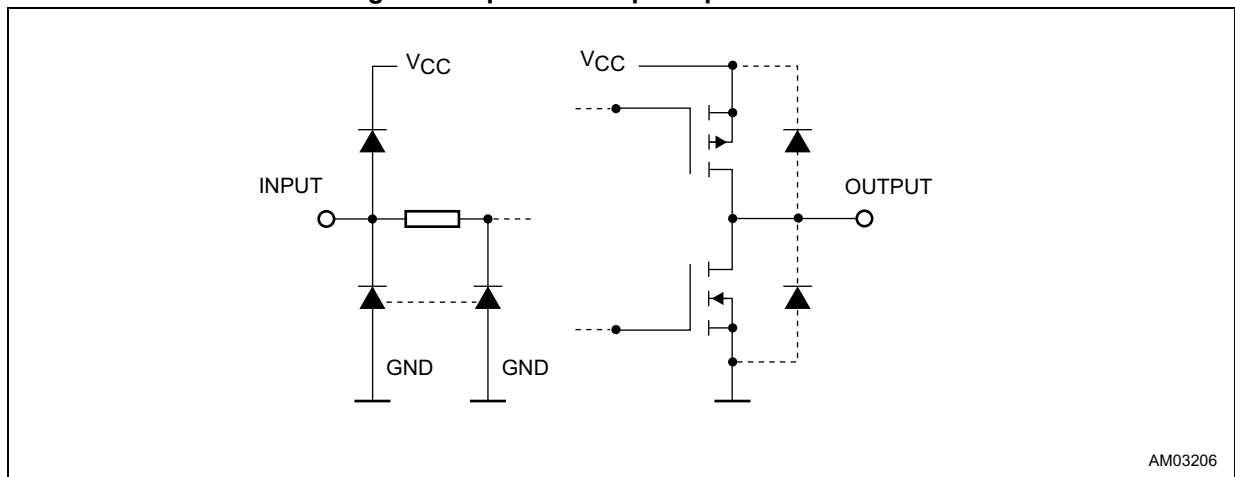 VCC
VCC
INPUT
OUTPUT
GND
GND
AM03206